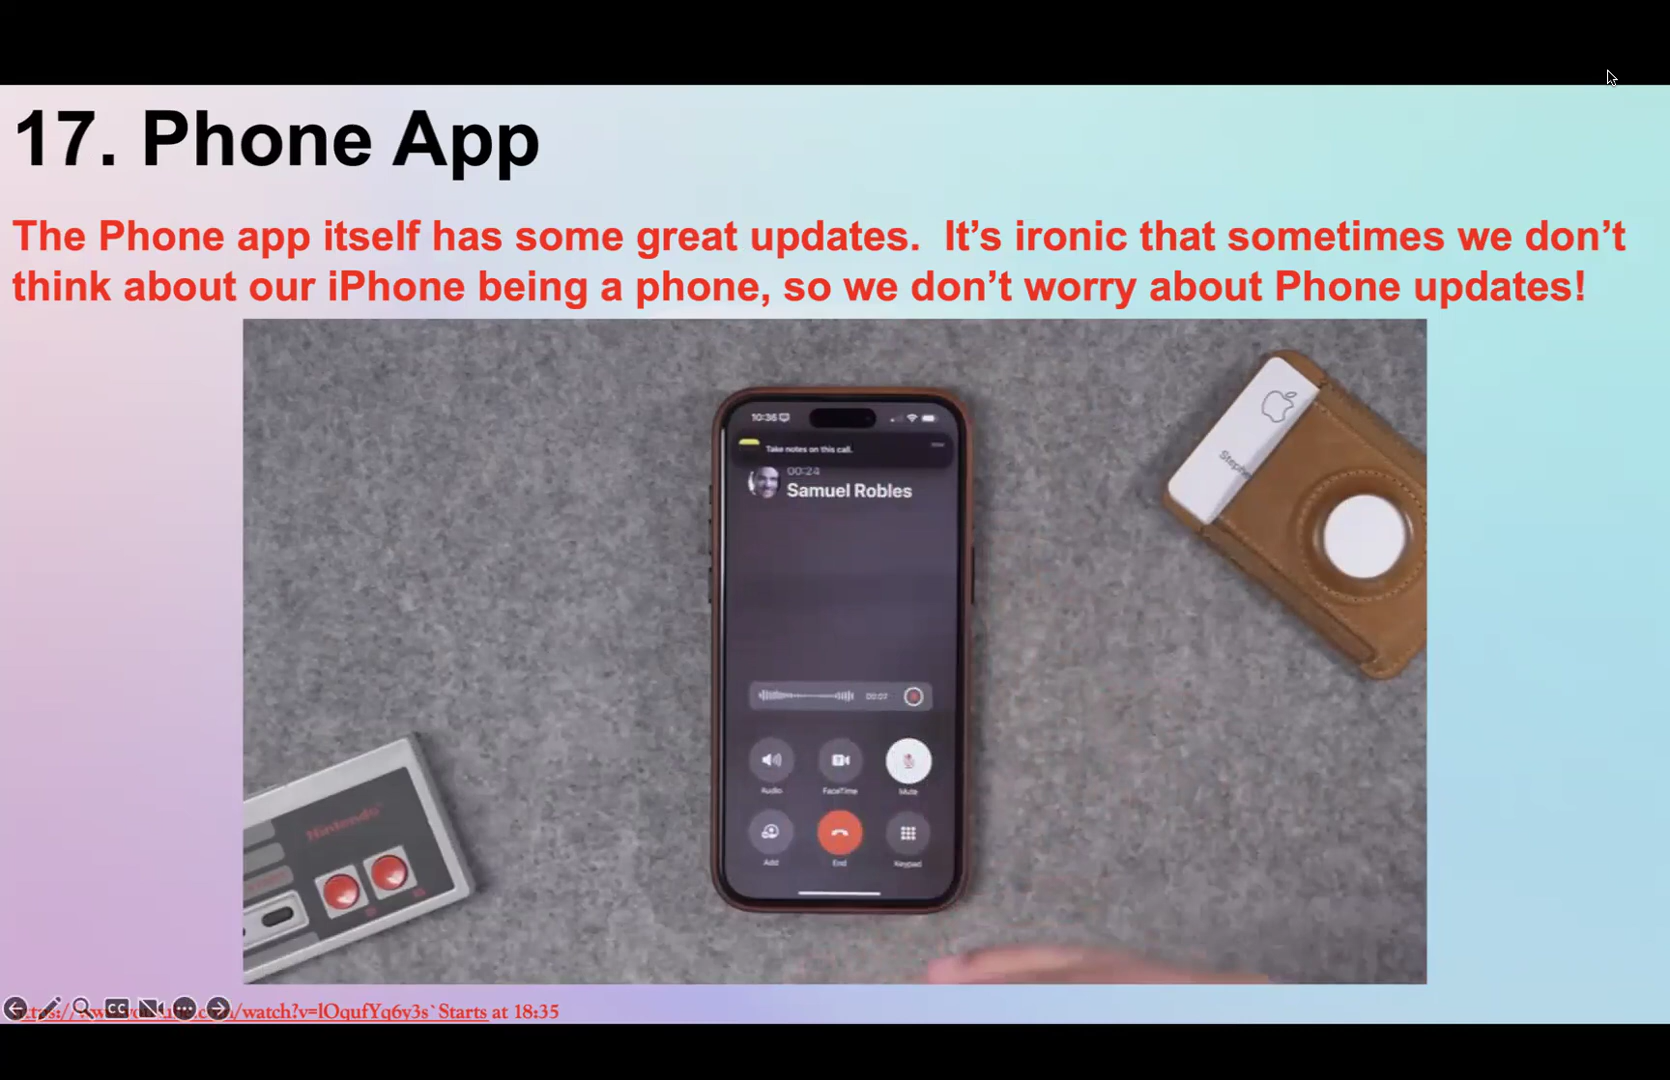 17. Phone App
The Phone app itself has some great updates.  It’s ironic that sometimes we don’t
think about our iPhone being a phone, so we don’t worry about Phone updates!
10:36
Take notes on this call.
00:24
Samuel Robles
00:07
Audio
FaceTime
Mute
Add
End
Keypad
Nintendo
CC
/watch?v=lOqufYq6y3s`Starts at 18:35